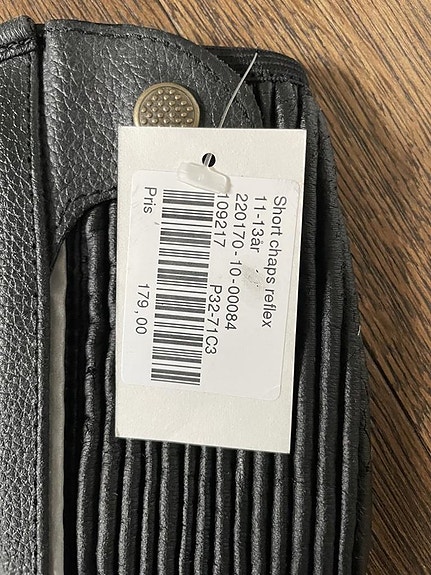 Short chaps reflex
11-13år
220170-10-00084
109217 P32-71C3
Pris 179,00